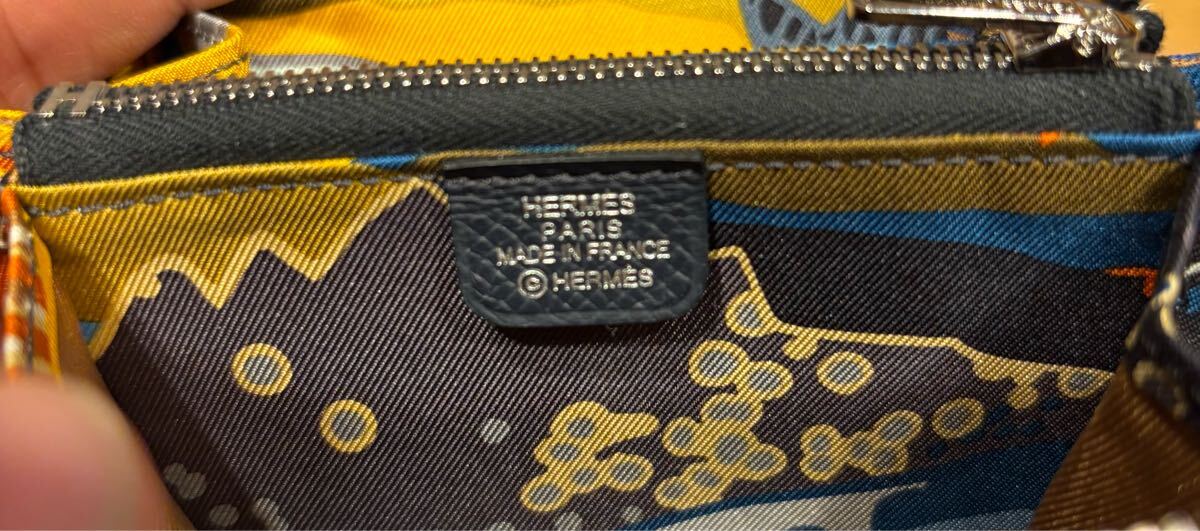 HERMES
PARIS
MADE IN FRANCE
© HERMÈS